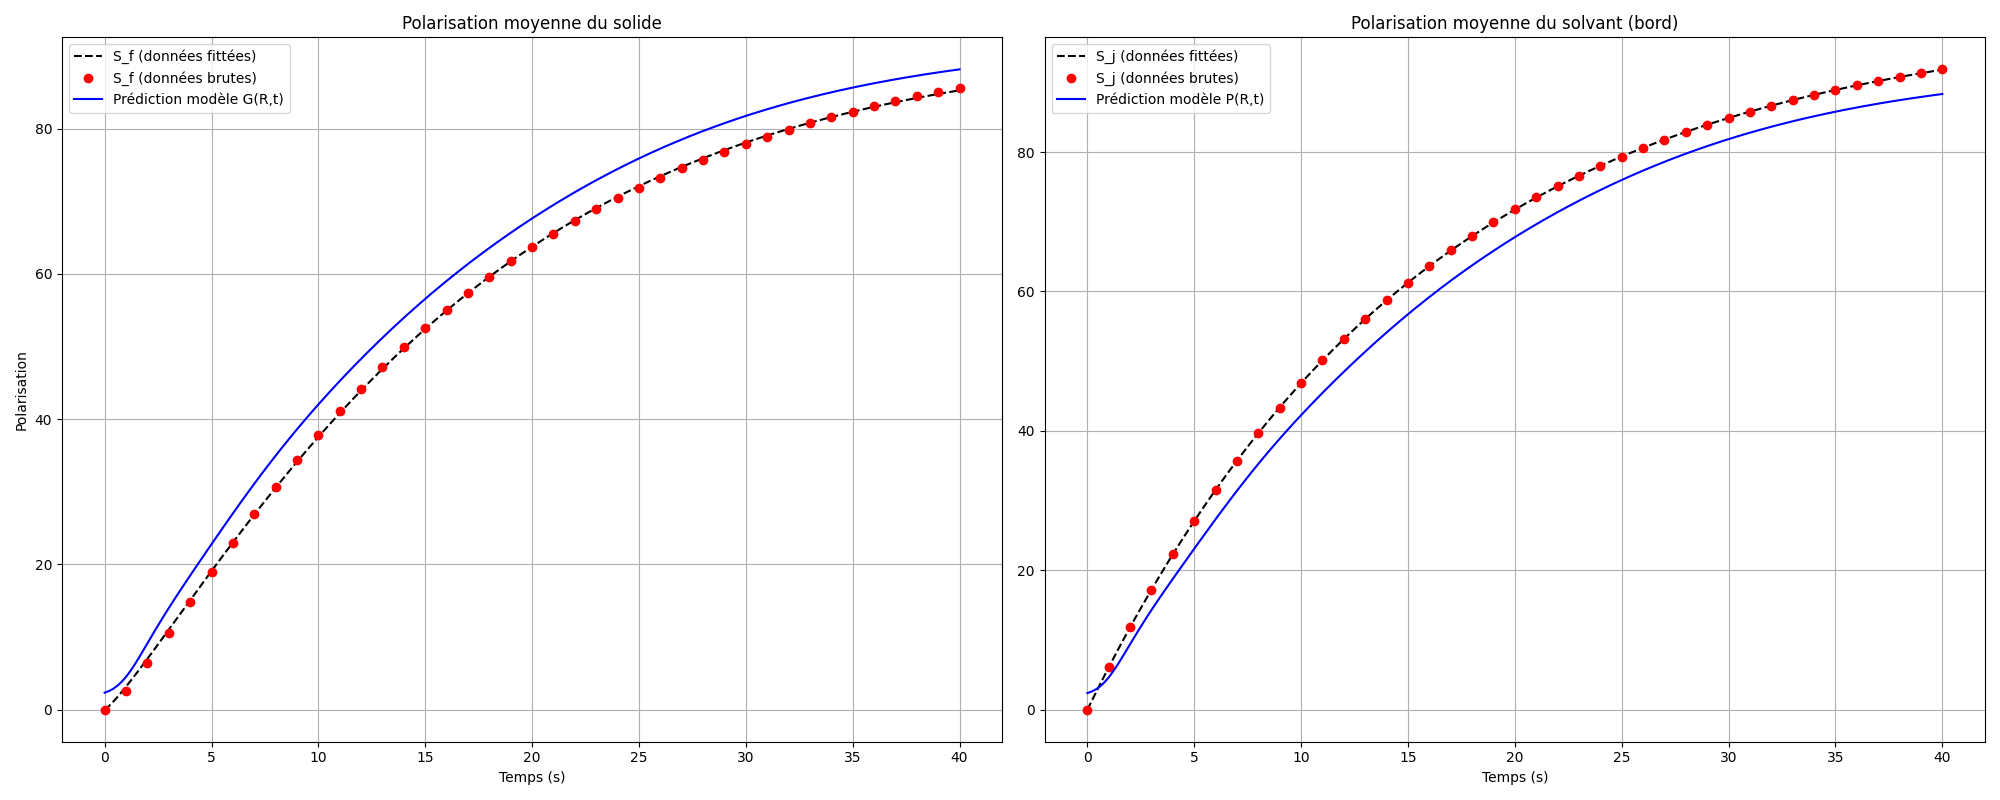 Polarisation moyenne du solide
S_f (données fittées)
S_f (données brutes)
Prédiction modèle G(R,t)
80
60
40
20
0
Polarisation
0 5 10 15 20 25 30 35 40
Temps (s)
Polarisation moyenne du solvant (bord)
S_j (données fittées)
S_j (données brutes)
Prédiction modèle P(R,t)
80
60
40
20
0
0 5 10 15 20 25 30 35 40
Temps (s)